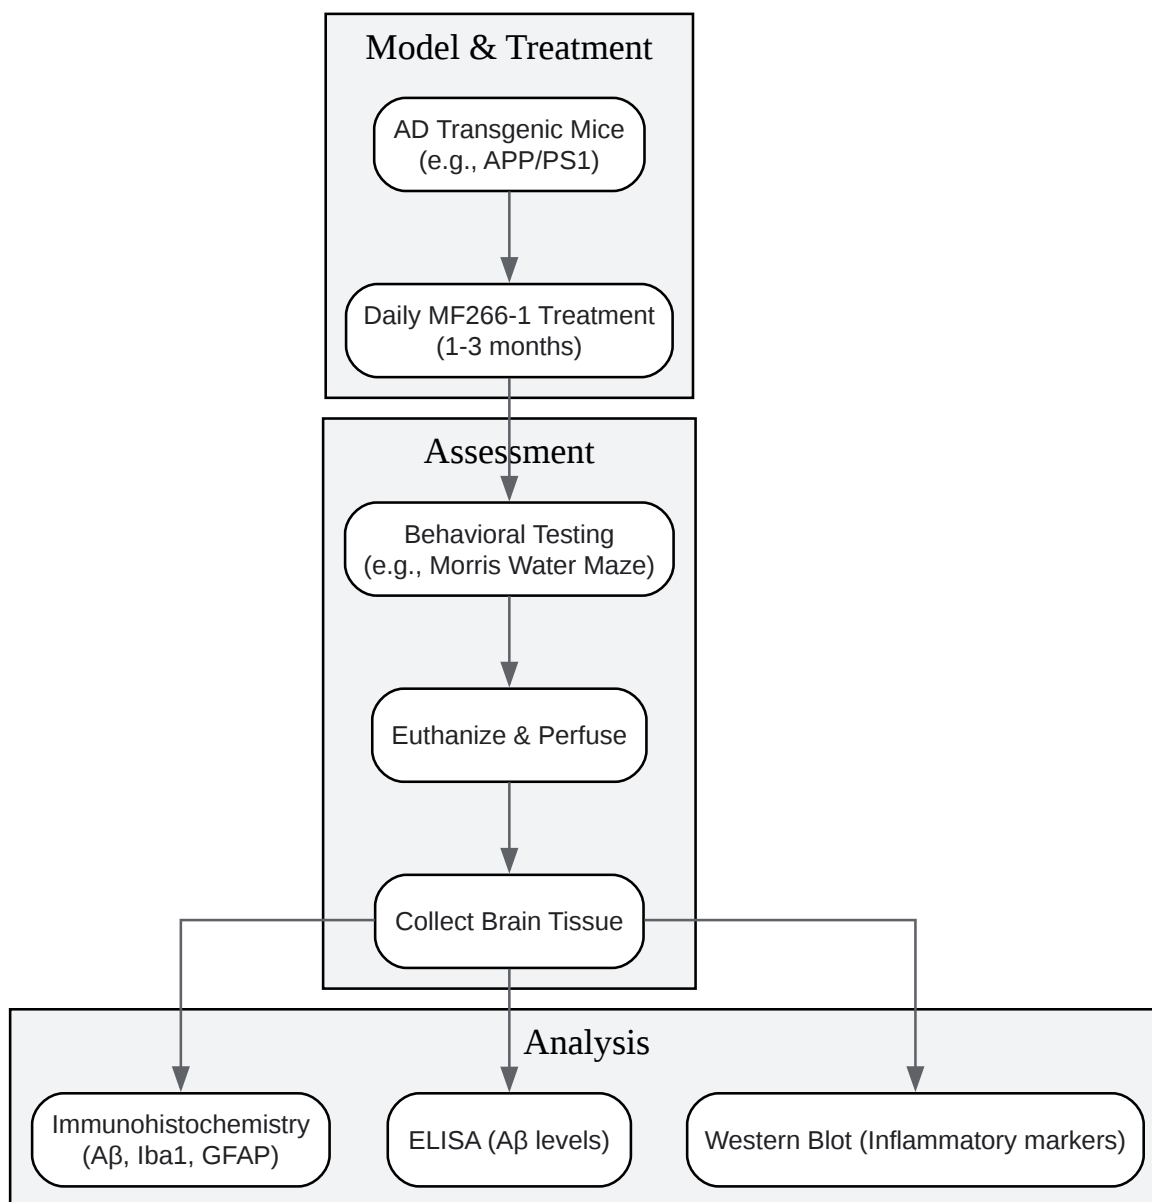 Model & Treatment
AD Transgenic Mice
(e.g., APP/PS1)
Daily MF266-1 Treatment
(1-3 months)
Assessment
Behavioral Testing
(e.g., Morris Water Maze)
Euthanize & Perfuse
Collect Brain Tissue
Analysis
Immunohistochemistry
(Aβ, Iba1, GFAP)
ELISA (Aβ levels)
Western Blot (Inflammatory markers)